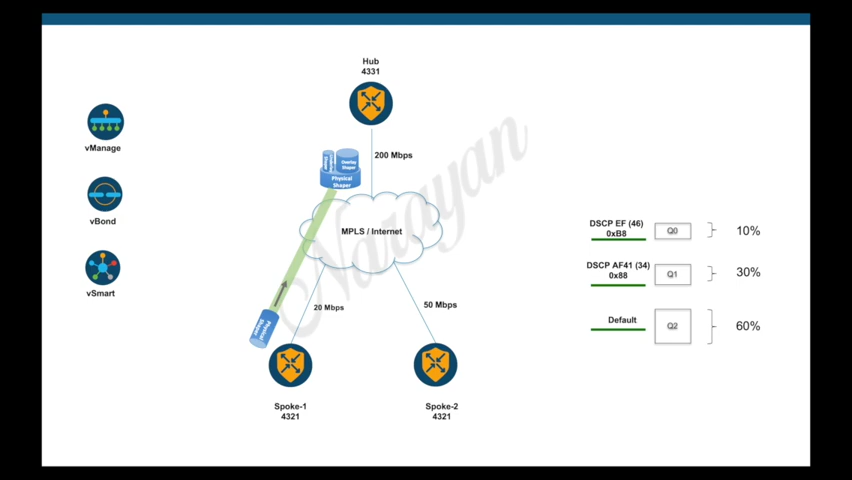 Hub
4331
vManage
200 Mbps
Overlay
Shaper
Physical
Shaper
vBond
MPLS / Internet
Narayan
vSmart
20 Mbps
50 Mbps
Physical
Shaper
Spoke-1
4321
Spoke-2
4321
DSCP EF (46)
0xB8
Q0
10%
DSCP AF41 (34)
0x88
Q1
30%
Default
Q2
60%